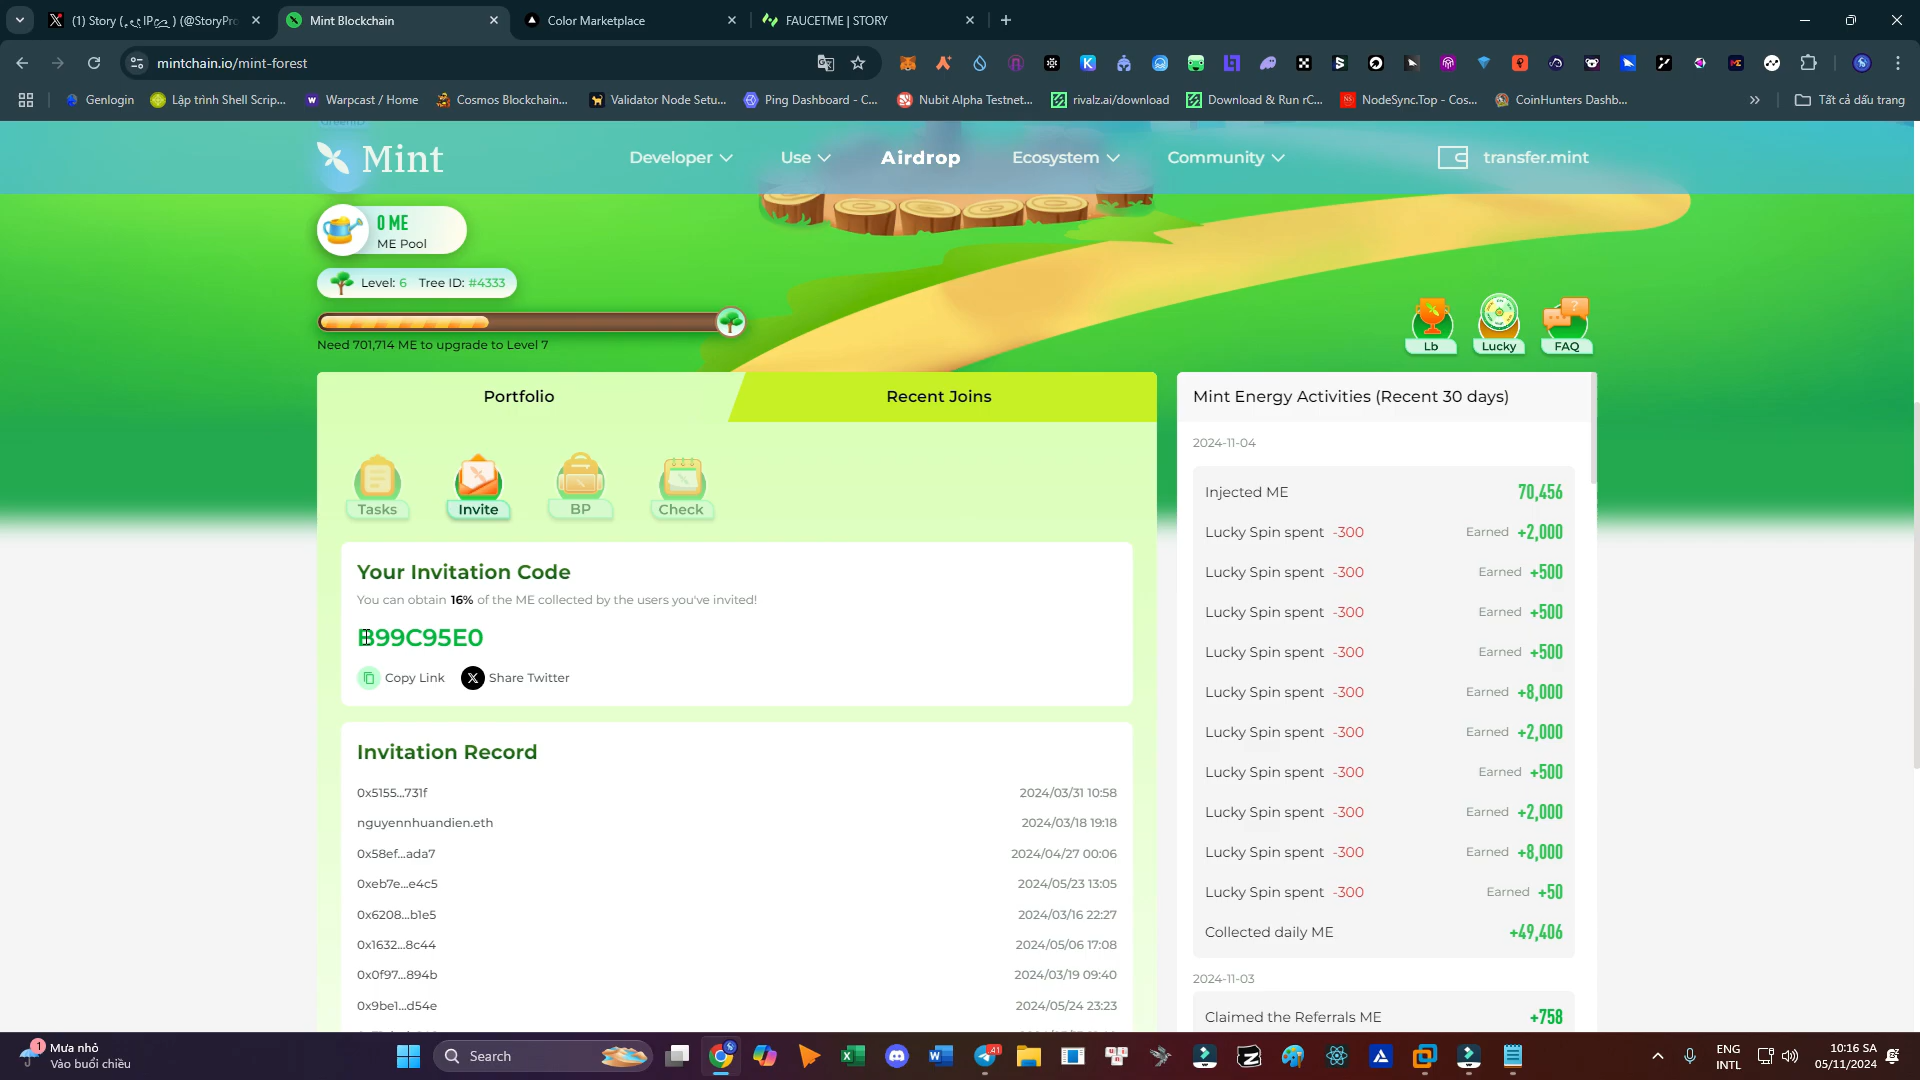 (1) Story
(@StoryPro
Mint Blockchain
Color Marketplace
FAUCETME | STORY
mintchain.io/mint-forest
Genlogin
Lập trình Shell Scrip...
Warpcast / Home
Cosmos Blockchain...
Validator Node Setu...
Ping Dashboard - C...
Nubit Alpha Testnet...
rivalz.ai/download
Download & Run rC...
NodeSync.Top - Cos...
CoinHunters Dashb...
Tất cả dấu trang
GreenID
Mint
Developer
Use
Airdrop
Ecosystem
Community
transfer.mint
0 ME
ME Pool
Level: 6 Tree ID: #4333
Need 701,714 ME to upgrade to Level 7
Lb
Lucky
FAQ
Portfolio
Recent Joins
Tasks
Invite
BP
Check
Your Invitation Code
You can obtain 16% of the ME collected by the users you've invited!
B99C95E0
Copy Link
Share Twitter
Invitation Record
0x5155...731f 2024/03/31 10:58
nguyennhuandien.eth 2024/03/18 19:18
0x58ef...ada7 2024/04/27 00:06
0xeb7e...e4c5 2024/05/23 13:05
0x6208...b1e5 2024/03/16 22:27
0x1632...8c44 2024/05/06 17:08
0x0f97...894b 2024/03/19 09:40
0x9be1...d54e 2024/05/24 23:23
Mint Energy Activities (Recent 30 days)
2024-11-04
Injected ME 70,456
Lucky Spin spent -300 Earned +2,000
Lucky Spin spent -300 Earned +500
Lucky Spin spent -300 Earned +500
Lucky Spin spent -300 Earned +500
Lucky Spin spent -300 Earned +8,000
Lucky Spin spent -300 Earned +2,000
Lucky Spin spent -300 Earned +500
Lucky Spin spent -300 Earned +2,000
Lucky Spin spent -300 Earned +8,000
Lucky Spin spent -300 Earned +50
Collected daily ME +49,406
2024-11-03
Claimed the Referrals ME +758
1
Mưa nhỏ
Vào buổi chiều
Search
41
ENG
INTL
10:16 SA
05/11/2024